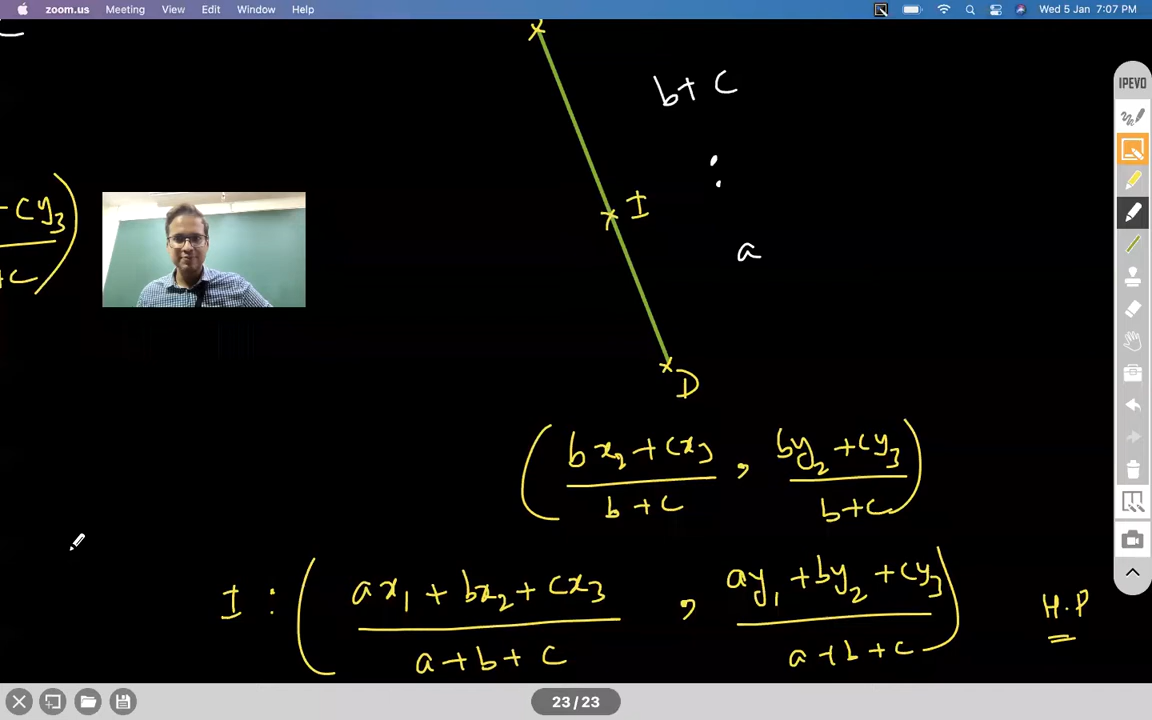 zoom.us Meeting View Edit Window Help Wed 5 Jan 7:07 PM
IPEVO
b+ c
:
a
I
D
- cy₃
+c
( bx₂ + cx₃ / b + c , by₂ + cy₃ / b+c )
I : ( ax₁ + bx₂ + cx₃ / a + b + c , ay₁ + by₂ + cy₃ / a + b + c )
H.P
23 / 23